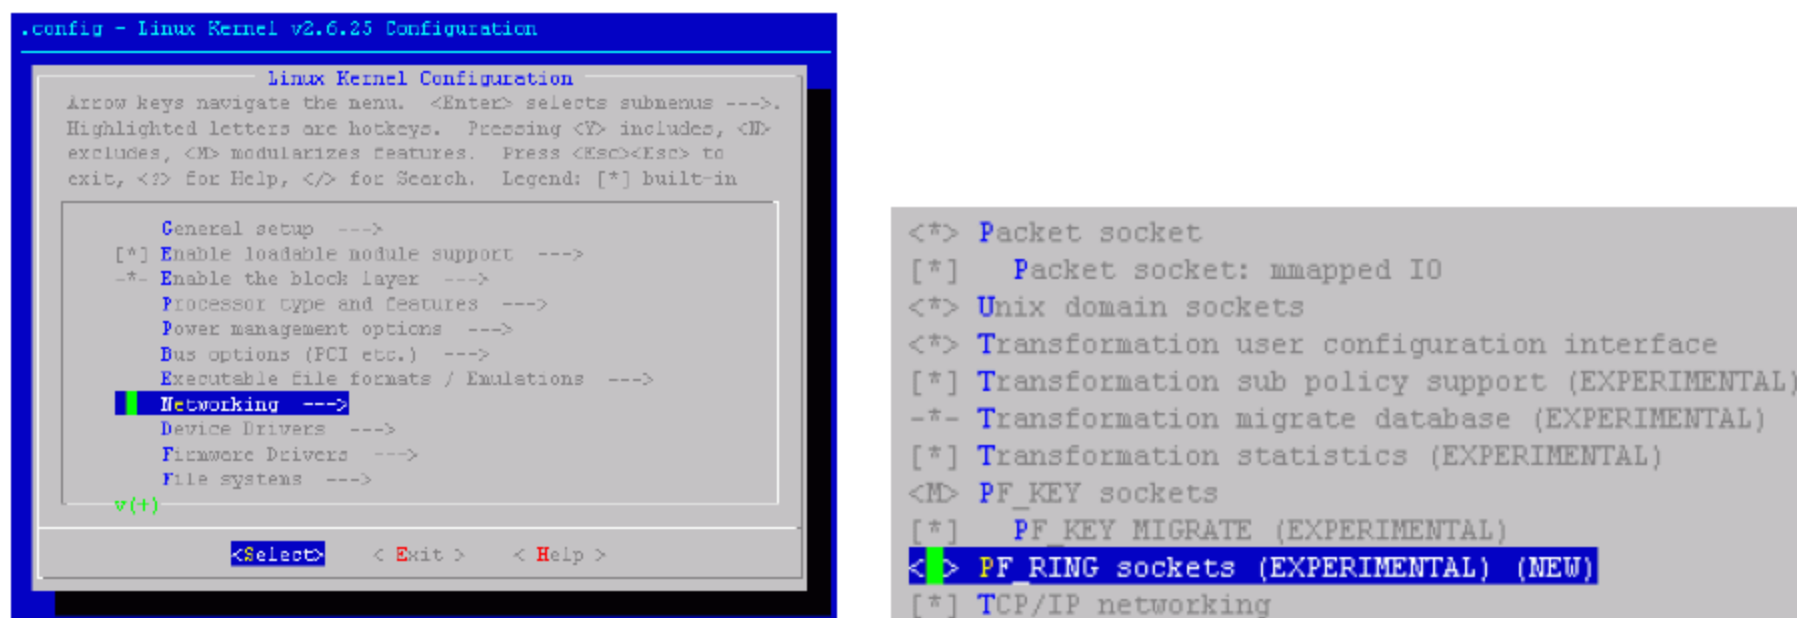 .config - Linux Kernel v2.6.25 Configuration
Linux Kernel Configuration
Arrow keys navigate the menu.  <Enter> selects submenus --->.
Highlighted letters are hotkeys.  Pressing <Y> includes, <N>
excludes, <M> modularizes features.  Press <Esc><Esc> to
exit, <?> for Help, </> for Search.  Legend: [*] built-in
General setup  --->
[*] Enable loadable module support  --->
-*- Enable the block layer  --->
Processor type and features  --->
Power management options  --->
Bus options (PCI etc.)  --->
Executable file formats / Emulations  --->
Networking  --->
Device Drivers  --->
Firmware Drivers  --->
File systems  --->
v(+)
<Select>    < Exit >    < Help >
<*> Packet socket
[*]   Packet socket: mmapped IO
<*> Unix domain sockets
<*> Transformation user configuration interface
[*] Transformation sub policy support (EXPERIMENTAL)
-*- Transformation migrate database (EXPERIMENTAL)
[*] Transformation statistics (EXPERIMENTAL)
<M> PF_KEY sockets
[*]   PF_KEY MIGRATE (EXPERIMENTAL)
< > PF_RING sockets (EXPERIMENTAL) (NEW)
[*] TCP/IP networking